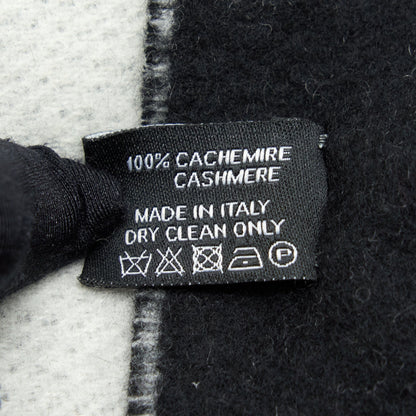 100% CACHEMIRE
CASHMERE
MADE IN ITALY
DRY CLEAN ONLY
P